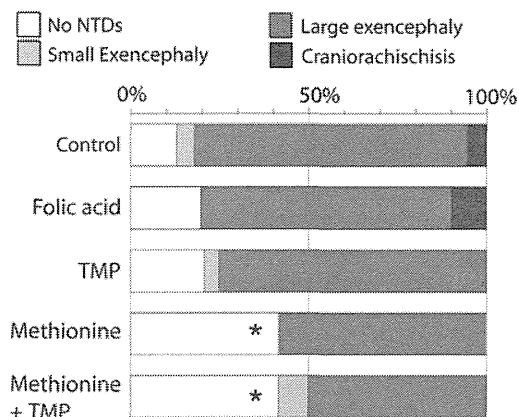 No NTDs
Large exencephaly
Small Exencephaly
Craniorachischisis
0% 50% 100%
Control
Folic acid
TMP
Methionine
*
Methionine
+ TMP
*